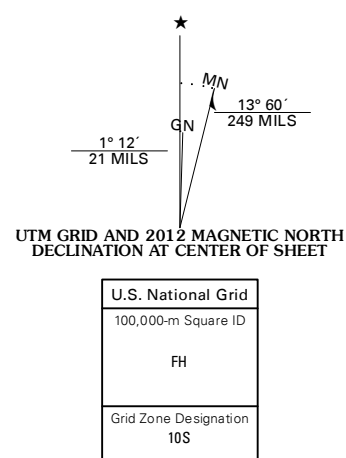 ★
MN
13° 60´
249 MILS
GN
1° 12´
21 MILS
UTM GRID AND 2012 MAGNETIC NORTH
DECLINATION AT CENTER OF SHEET
U.S. National Grid
100,000-m Square ID
FH
Grid Zone Designation
10S